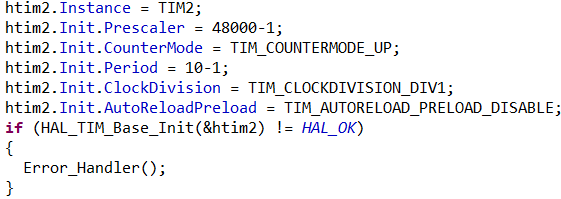 htim2.Instance = TIM2;
htim2.Init.Prescaler = 48000-1;
htim2.Init.CounterMode = TIM_COUNTERMODE_UP;
htim2.Init.Period = 10-1;
htim2.Init.ClockDivision = TIM_CLOCKDIVISION_DIV1;
htim2.Init.AutoReloadPreload = TIM_AUTORELOAD_PRELOAD_DISABLE;
if (HAL_TIM_Base_Init(&htim2) != HAL_OK)
{
  Error_Handler();
}